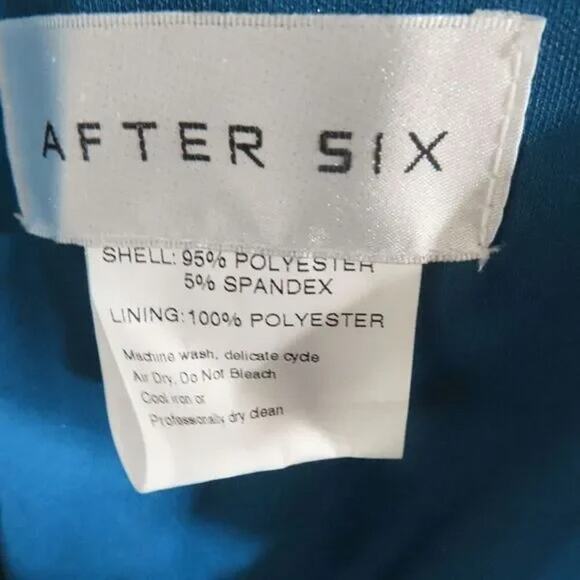 AFTER SIX
SHELL: 95% POLYESTER
5% SPANDEX
LINING: 100% POLYESTER
Machine wash, delicate cycle
Air Dry, Do Not Bleach
Cool iron or
Professionally dry clean